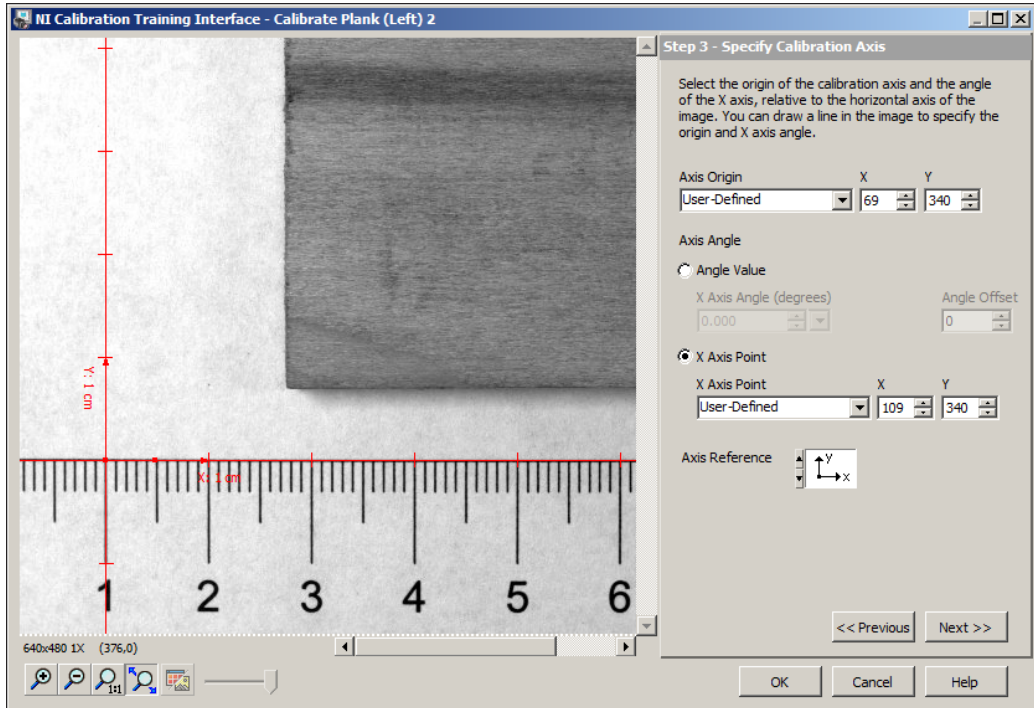 NI Calibration Training Interface - Calibrate Plank (Left) 2
Step 3 - Specify Calibration Axis
Select the origin of the calibration axis and the angle
of the X axis, relative to the horizontal axis of the
image. You can draw a line in the image to specify the
origin and X axis angle.
Axis Origin X Y
User-Defined 69 340
Axis Angle
Angle Value
X Axis Angle (degrees) Angle Offset
0.000 0
X Axis Point
X Axis Point X Y
User-Defined 109 340
Axis Reference
Y
X
Y: 1 cm
X: 1 cm
1 2 3 4 5 6
<< Previous Next >>
640x480 1X (376,0)
1:1
OK Cancel Help